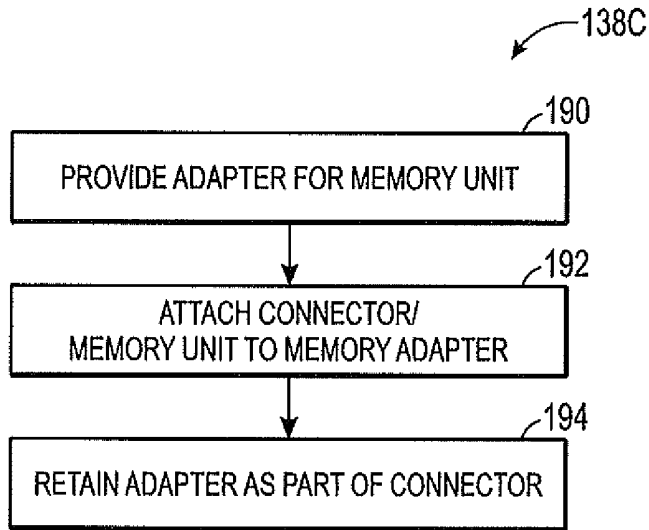 138C
190
PROVIDE ADAPTER FOR MEMORY UNIT
192
ATTACH CONNECTOR/
MEMORY UNIT TO MEMORY ADAPTER
194
RETAIN ADAPTER AS PART OF CONNECTOR